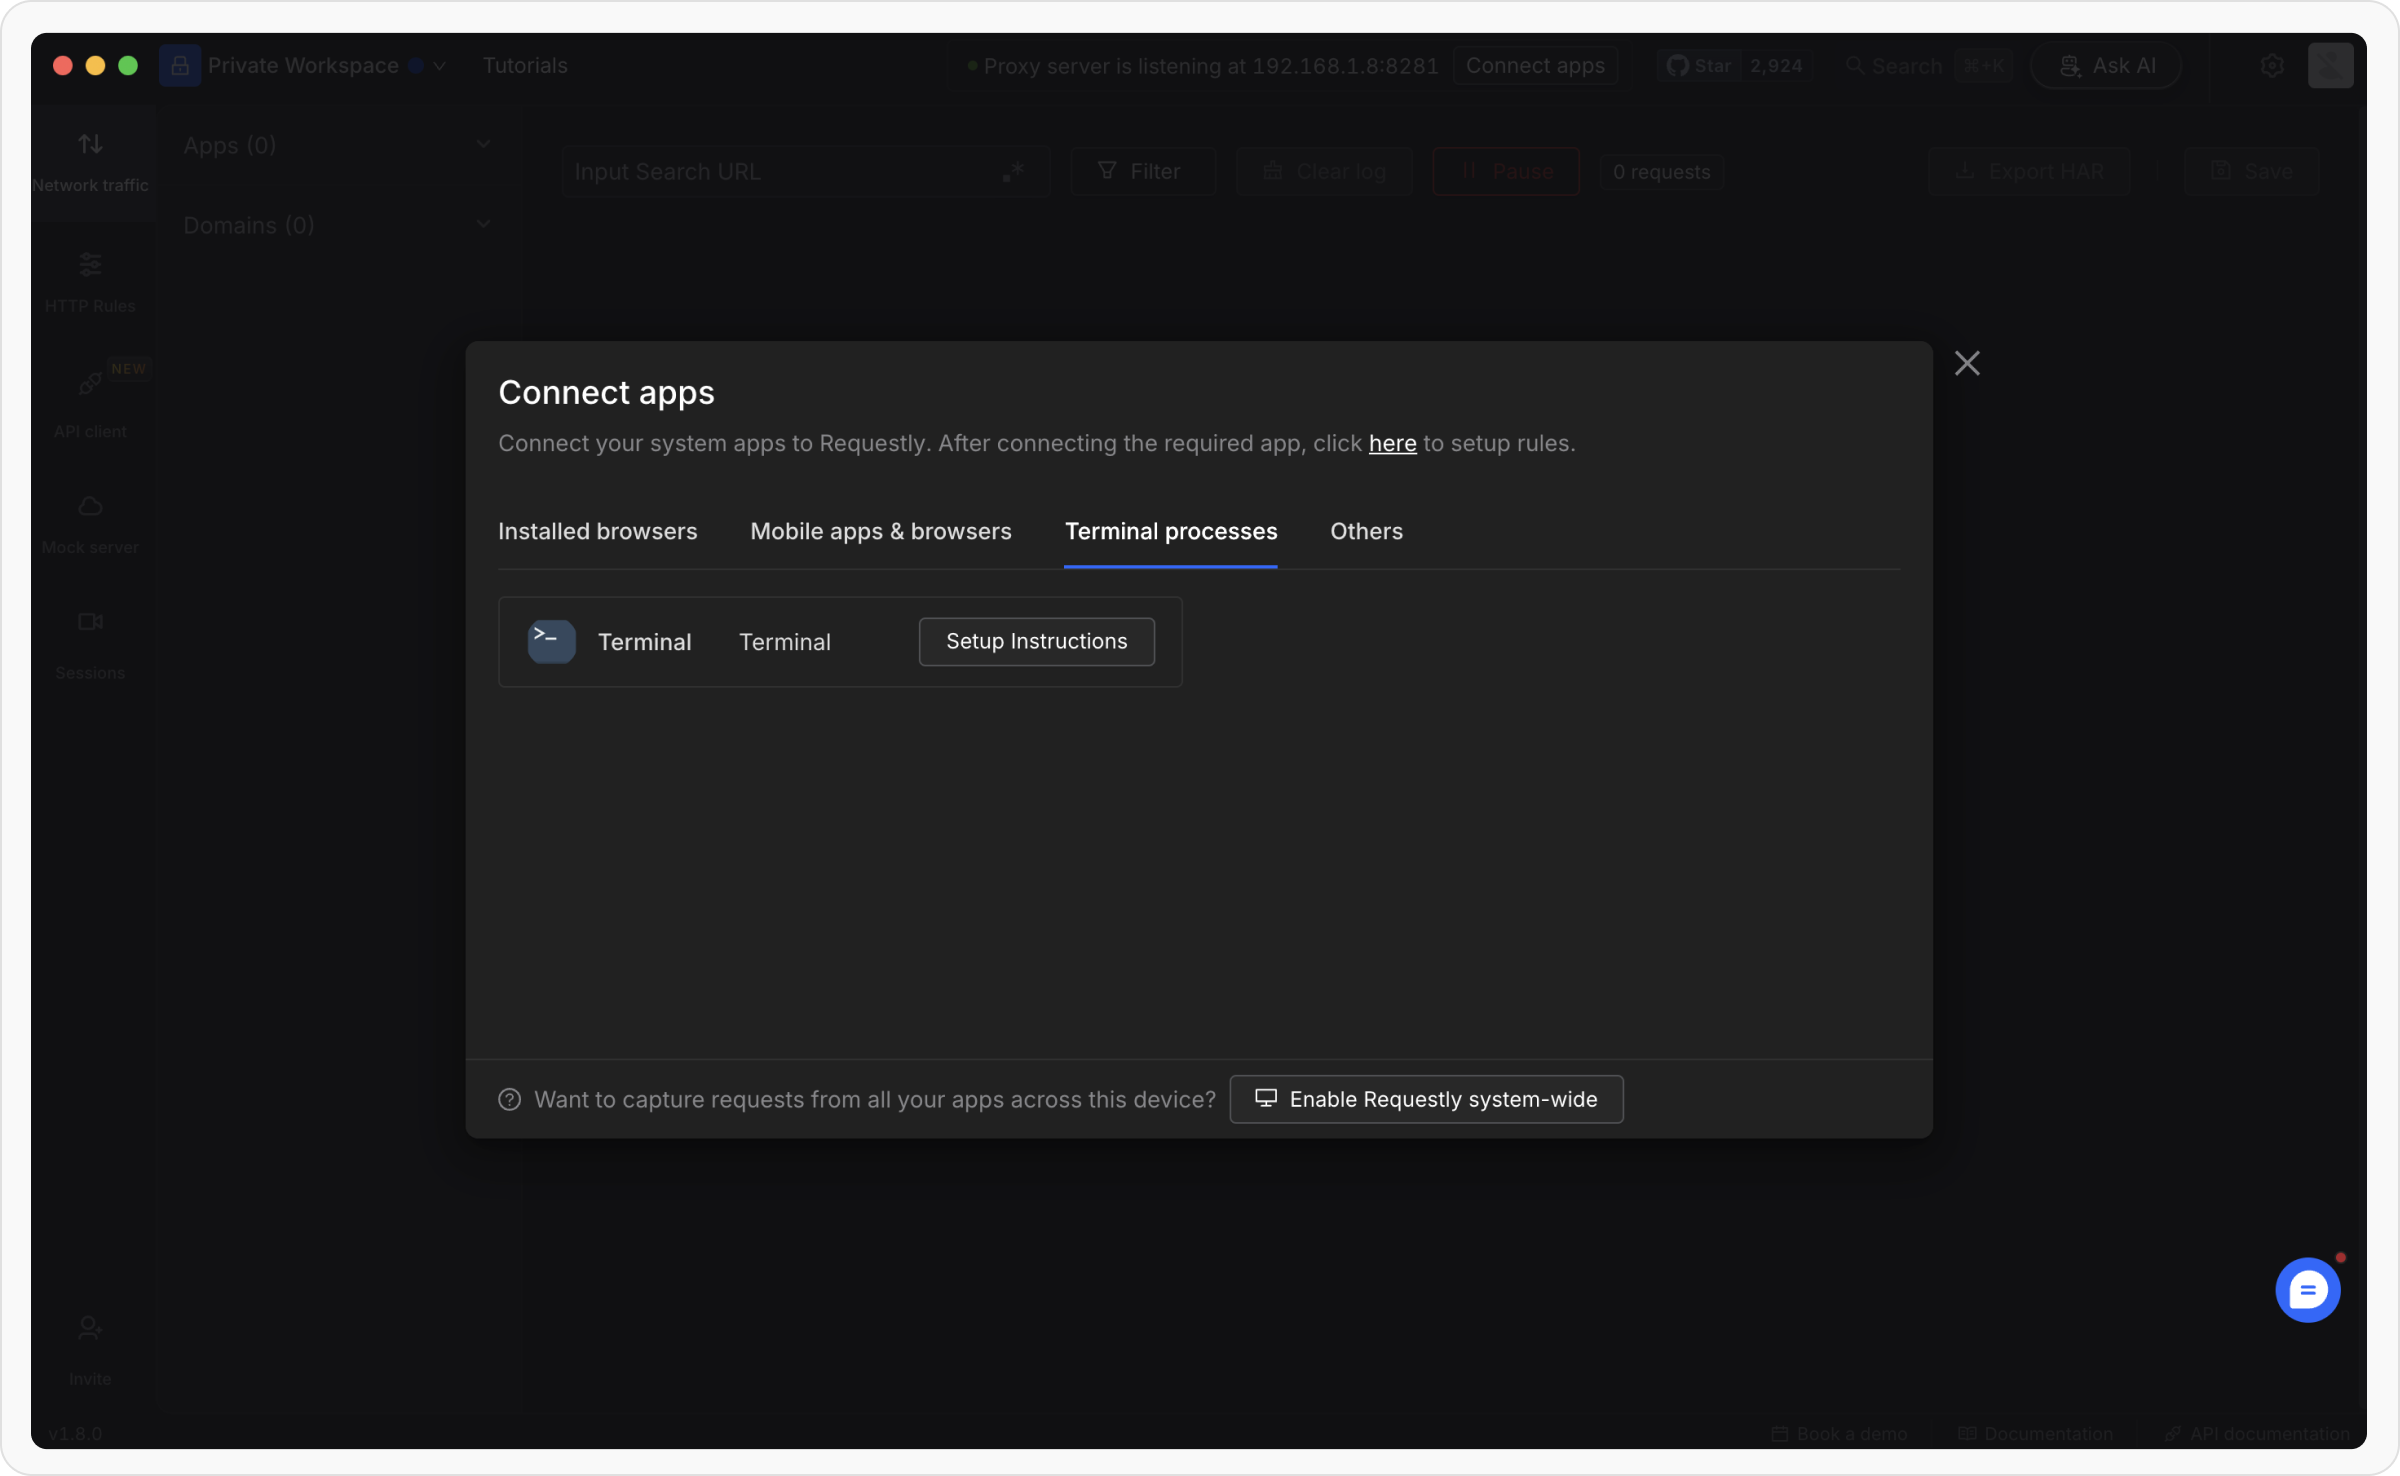 Private Workspace
Tutorials
Proxy server is listening at 192.168.1.8:8281
Connect apps
Star 2,924
Search ⌘+K
Ask AI
Network traffic
HTTP Rules
NEW
API client
Mock server
Sessions
Invite
v1.8.0
Apps (0)
Domains (0)
Input Search URL .*
Filter
Clear log
Pause
0 requests
Export HAR
Save
Connect apps
Connect your system apps to Requestly. After connecting the required app, click here to setup rules.
Installed browsers
Mobile apps & browsers
Terminal processes
Others
>_ Terminal Terminal
Setup Instructions
Want to capture requests from all your apps across this device?
Enable Requestly system-wide
Book a demo
Documentation
API documentation